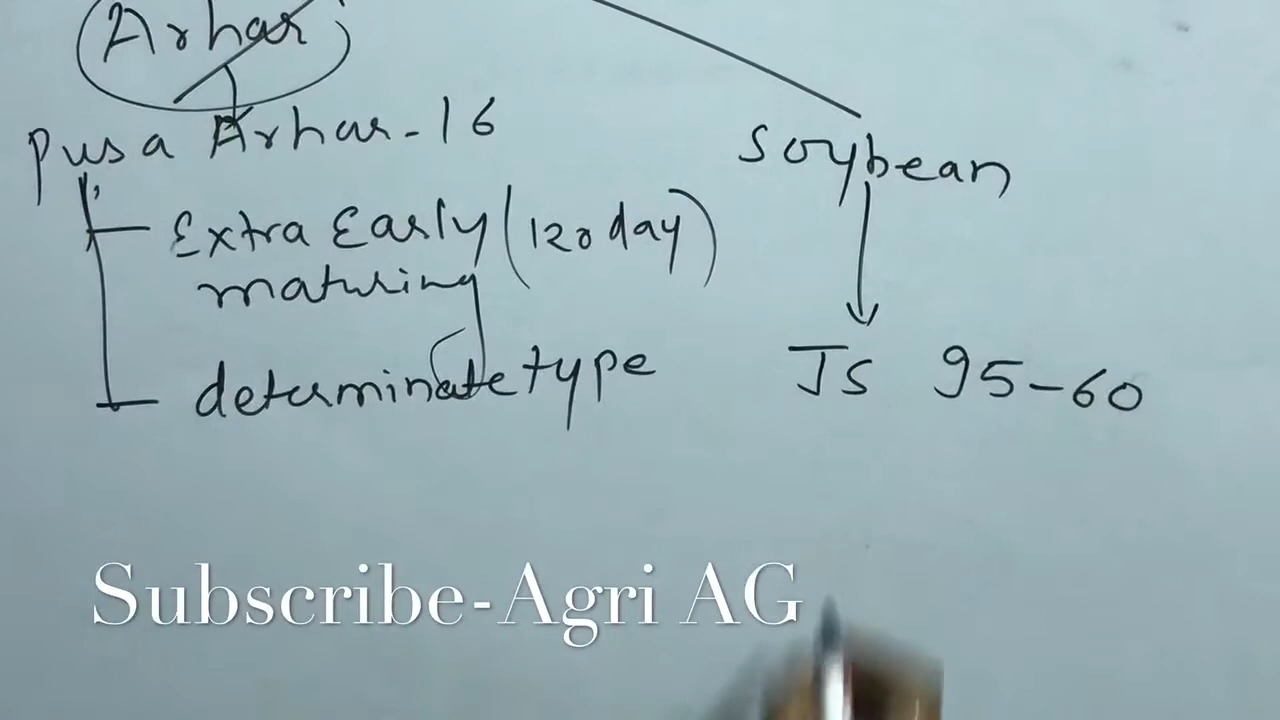 Arhar
Pusa Arhar-16
Extra Early (120 day)
maturing
determinate type
Soybean
JS 95-60
Subscribe-Agri AG